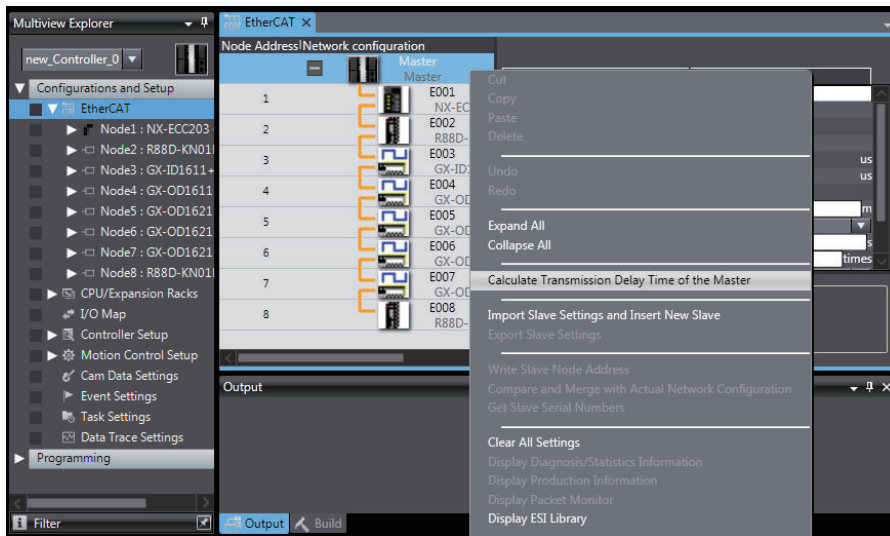 Multiview Explorer
new_Controller_0
Configurations and Setup
EtherCAT
Node1 : NX-ECC203
Node2 : R88D-KN01
Node3 : GX-ID1611+
Node4 : GX-OD1611
Node5 : GX-OD1621
Node6 : GX-OD1621
Node7 : GX-OD1621
Node8 : R88D-KN01
CPU/Expansion Racks
I/O Map
Controller Setup
Motion Control Setup
Cam Data Settings
Event Settings
Task Settings
Data Trace Settings
Programming
Filter
EtherCAT
Node Address Network configuration
Master
Master
1 E001
NX-EC
2 E002
R88D-
3 E003
GX-ID
4 E004
GX-OD
5 E005
GX-OD
6 E006
GX-OD
7 E007
GX-OD
8 E008
R88D-
Cut
Copy
Paste
Delete
Undo
Redo
Expand All
Collapse All
Calculate Transmission Delay Time of the Master
Import Slave Settings and Insert New Slave
Export Slave Settings
Write Slave Node Address
Compare and Merge with Actual Network Configuration
Get Slave Serial Numbers
Clear All Settings
Display Diagnosis/Statistics Information
Display Production Information
Display Packet Monitor
Display ESI Library
us
us
m
s
times
Output
Output Build